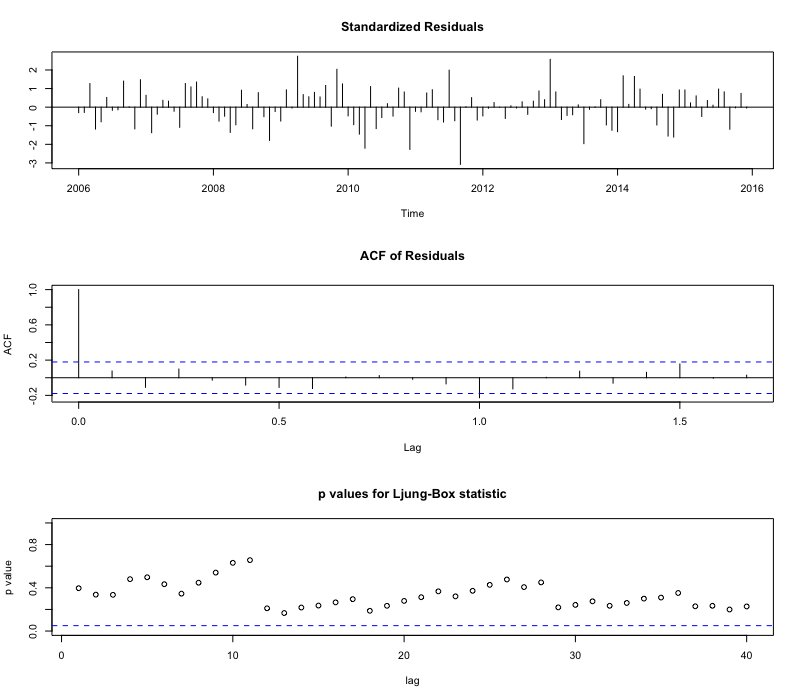 Standardized Residuals
-3 -2 -1 0 1 2
2006 2008 2010 2012 2014 2016
Time
ACF of Residuals
ACF
-0.2 0.2 0.6 1.0
0.0 0.5 1.0 1.5
Lag
p values for Ljung-Box statistic
p value
0.0 0.4 0.8
0 10 20 30 40
lag